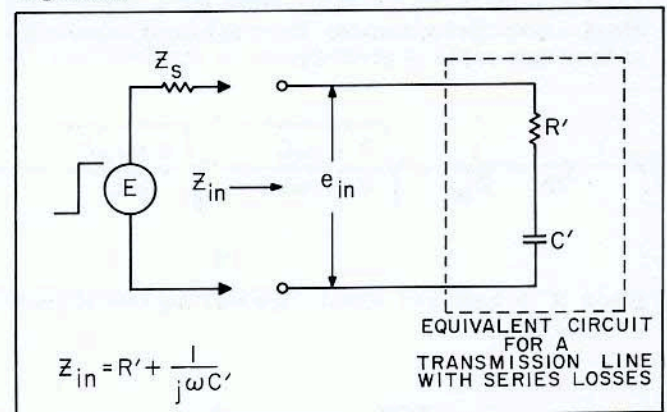 Z_s
R'
E
Z_in
e_in
C'
EQUIVALENT CIRCUIT
FOR A
TRANSMISSION LINE
WITH SERIES LOSSES
Z_in = R' + 1/jωC'